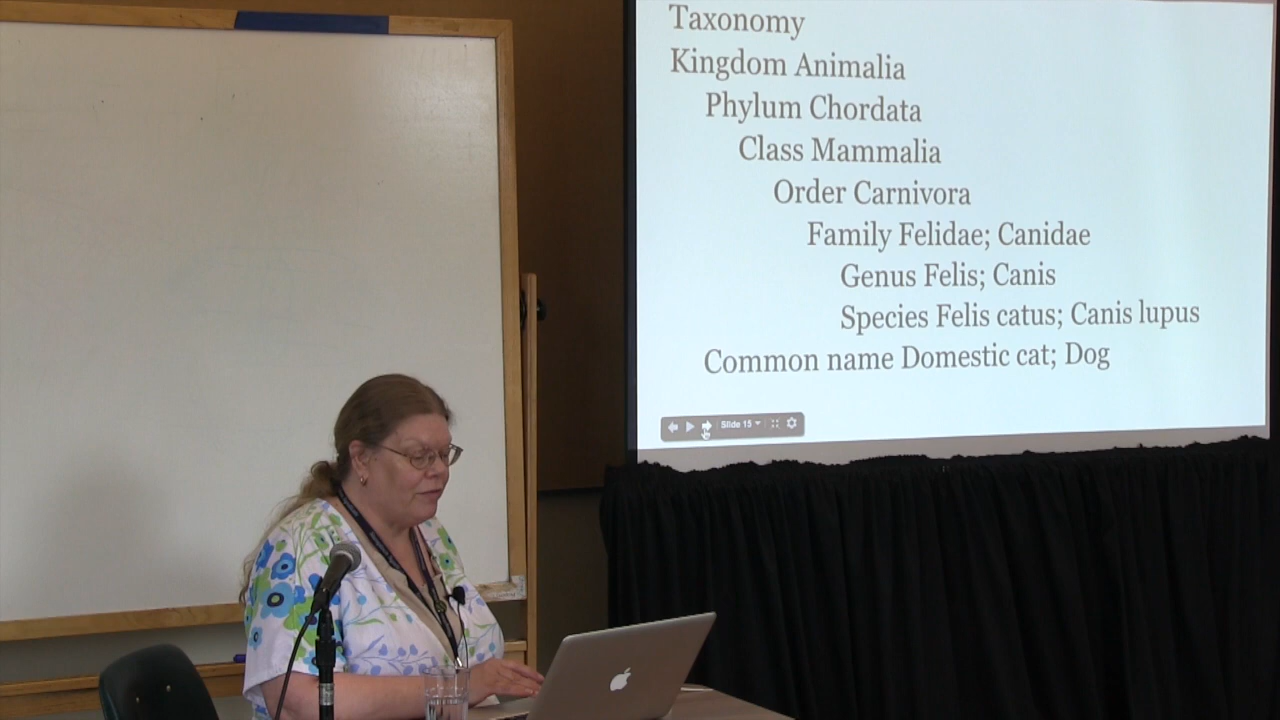 Taxonomy
Kingdom Animalia
Phylum Chordata
Class Mammalia
Order Carnivora
Family Felidae; Canidae
Genus Felis; Canis
Species Felis catus; Canis lupus
Common name Domestic cat; Dog
Slide 15